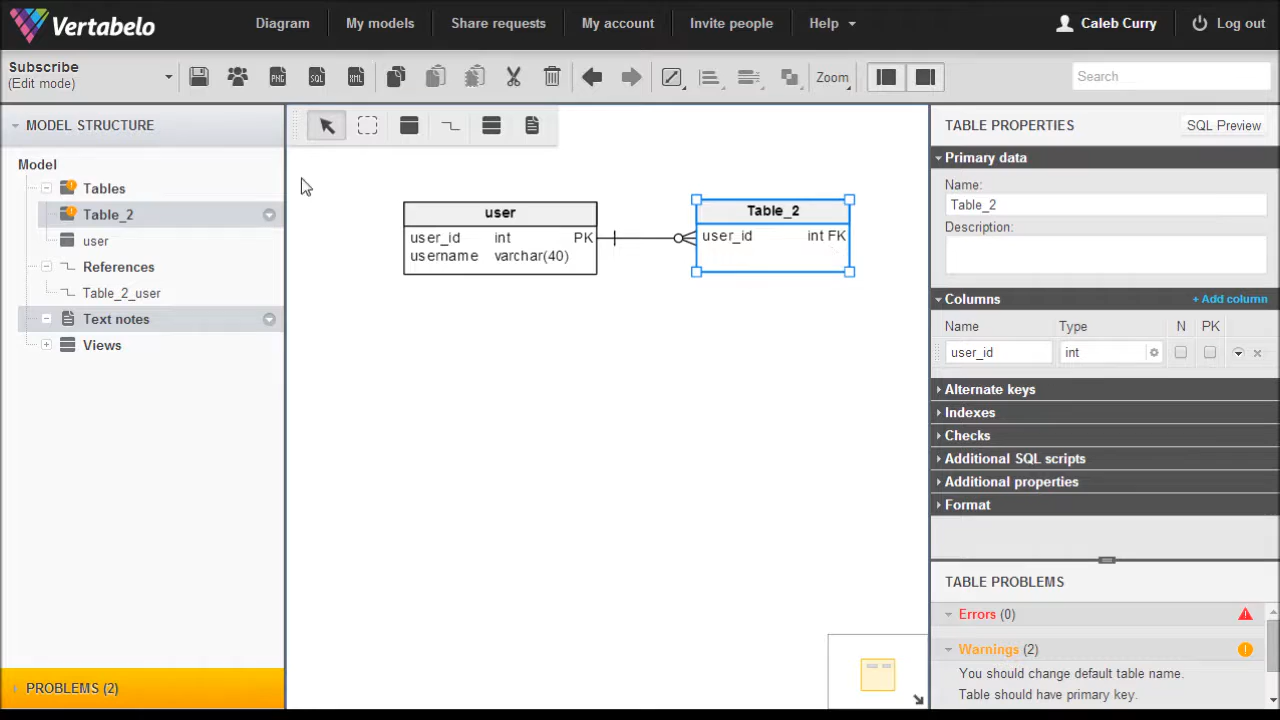 Vertabelo
Diagram
My models
Share requests
My account
Invite people
Help
Caleb Curry
Log out
Subscribe
(Edit mode)
PNG
SQL
XML
Zoom
Search
MODEL STRUCTURE
Model
Tables
Table_2
user
References
Table_2_user
Text notes
Views
PROBLEMS (2)
user
user_id int PK
username varchar(40)
Table_2
user_id int FK
TABLE PROPERTIES
SQL Preview
Primary data
Name:
Table_2
Description:
Columns
+ Add column
Name Type N PK
user_id int
Alternate keys
Indexes
Checks
Additional SQL scripts
Additional properties
Format
TABLE PROBLEMS
Errors (0)
Warnings (2)
You should change default table name.
Table should have primary key.